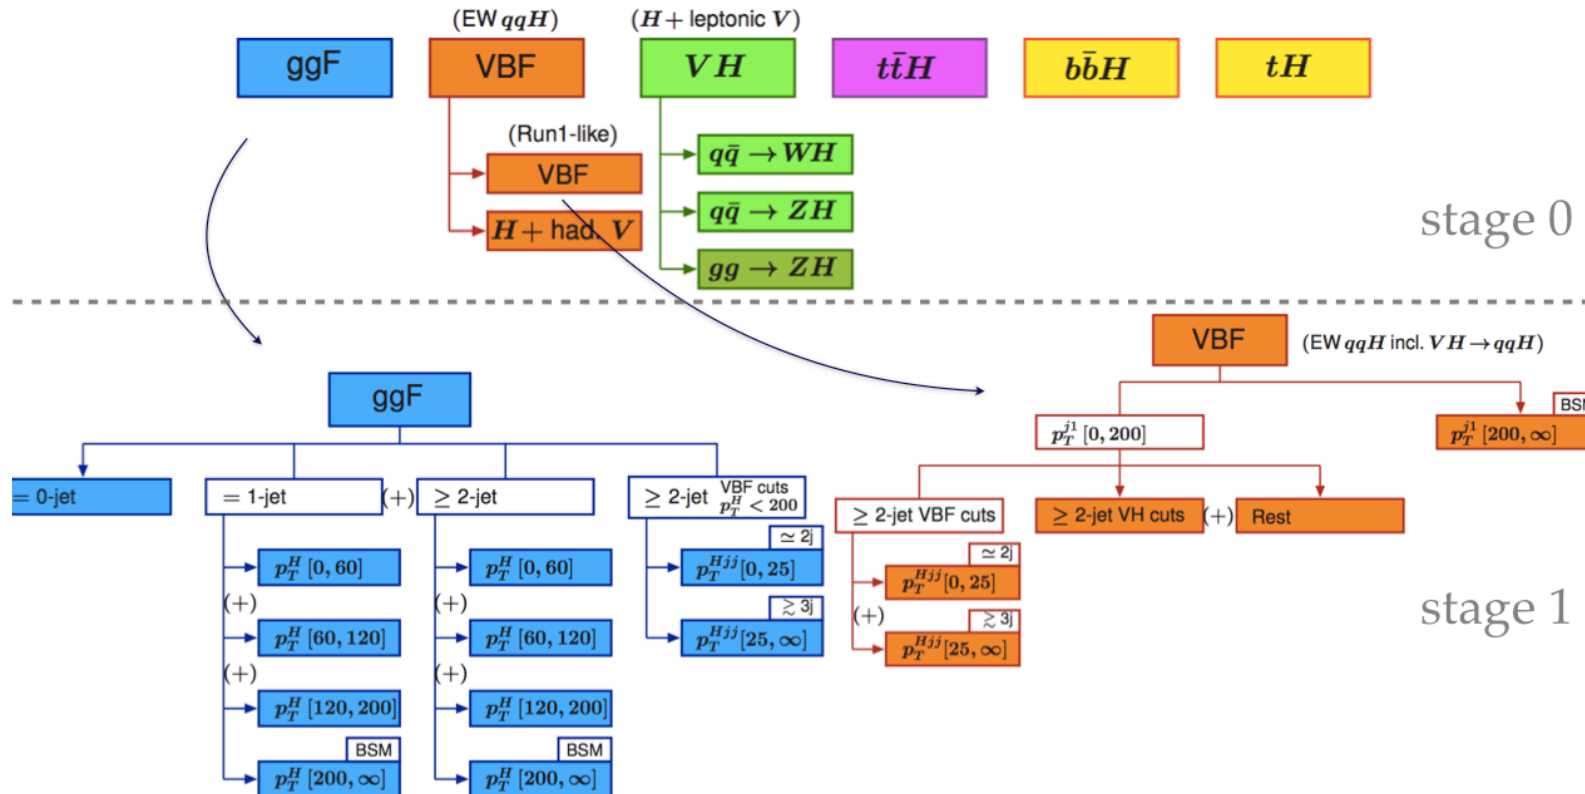 (EW qqH)
(H + leptonic V)
ggF
VBF
VH
tt̄H
bb̄H
tH
(Run1-like)
VBF
H + had. V
qq̄ → WH
qq̄ → ZH
gg → ZH
stage 0
VBF
(EW qqH incl. VH → qqH)
ggF
p_T^{j1} [0, 200]
BSM
p_T^{j1} [200, ∞]
= 0-jet
= 1-jet
(+)
≥ 2-jet
≥ 2-jet VBF cuts
p_T^H < 200
≥ 2-jet VBF cuts
≥ 2-jet VH cuts
(+)
Rest
p_T^H [0, 60]
(+)
p_T^H [60, 120]
(+)
p_T^H [120, 200]
BSM
p_T^H [200, ∞]
p_T^H [0, 60]
(+)
p_T^H [60, 120]
(+)
p_T^H [120, 200]
BSM
p_T^H [200, ∞]
≃ 2j
p_T^{Hjj} [0, 25]
≳ 3j
p_T^{Hjj} [25, ∞]
≃ 2j
p_T^{Hjj} [0, 25]
(+)
≳ 3j
p_T^{Hjj} [25, ∞]
stage 1